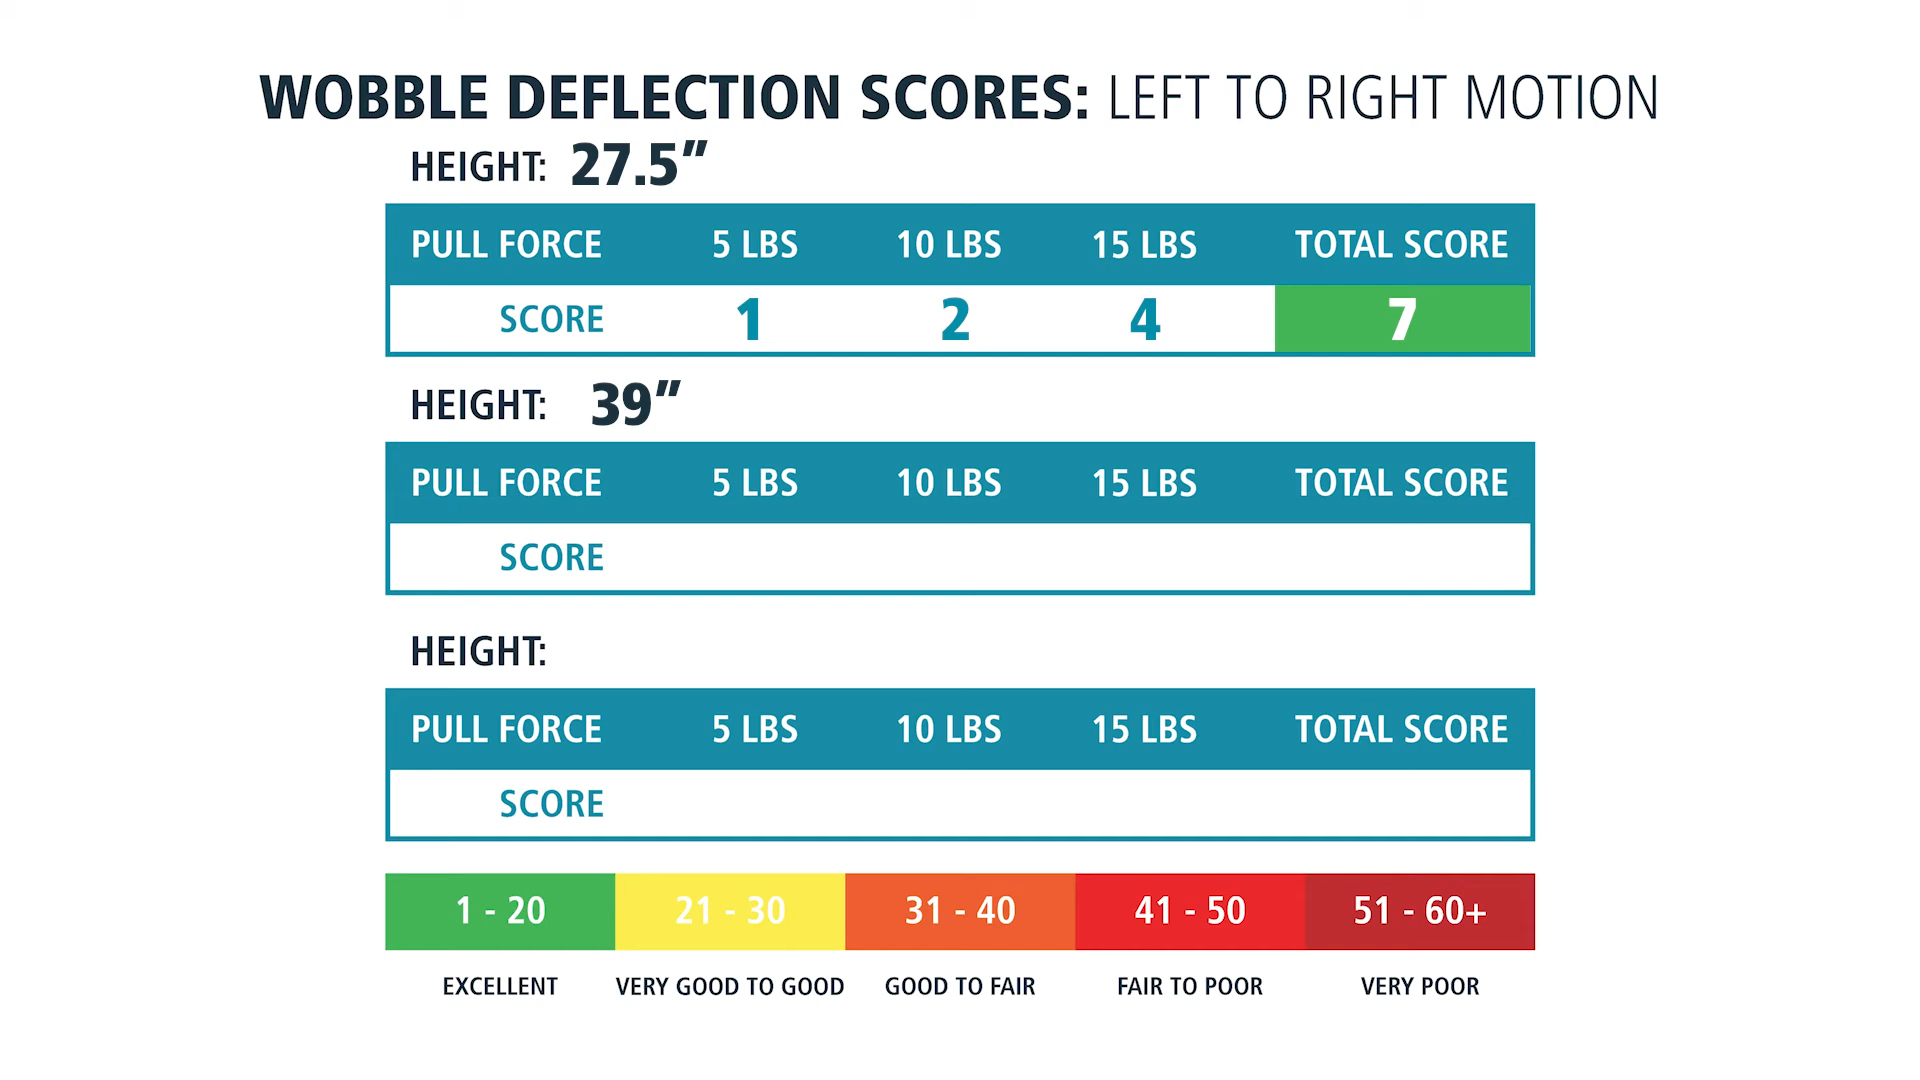 WOBBLE DEFLECTION SCORES: LEFT TO RIGHT MOTION
HEIGHT: 27.5"
PULL FORCE 5 LBS 10 LBS 15 LBS TOTAL SCORE
SCORE 1 2 4 7
HEIGHT: 39"
PULL FORCE 5 LBS 10 LBS 15 LBS TOTAL SCORE
SCORE
HEIGHT:
PULL FORCE 5 LBS 10 LBS 15 LBS TOTAL SCORE
SCORE
1 - 20 21 - 30 31 - 40 41 - 50 51 - 60+
EXCELLENT VERY GOOD TO GOOD GOOD TO FAIR FAIR TO POOR VERY POOR